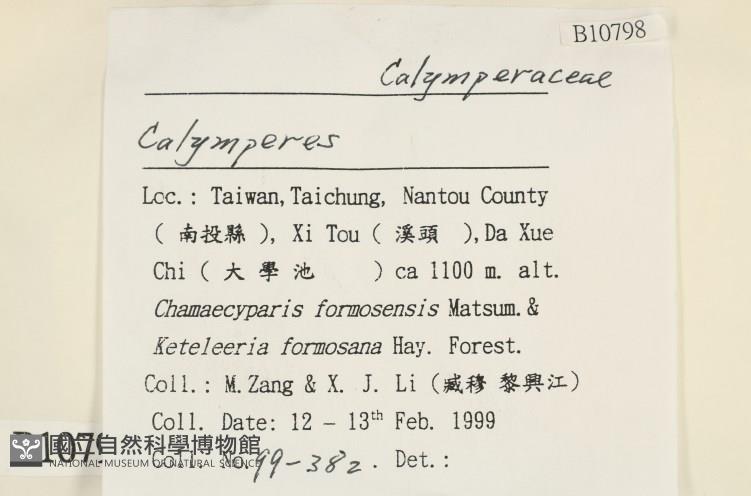 B10798
Calymperaceae
Calymperes
Loc.: Taiwan, Taichung, Nantou County
( 南投縣 ), Xi Tou ( 溪頭 ), Da Xue
Chi ( 大學池 ) ca 1100 m. alt.
Chamaecyparis formosensis Matsum. &
Keteleeria formosana Hay. Forest.
Coll.: M. Zang & X. J. Li (臧穆 黎興江)
Coll. Date: 12 - 13th Feb. 1999
Coll. No. 99-382. Det.:
B1079
國立自然科學博物館
NATIONAL MUSEUM OF NATURAL SCIENCE